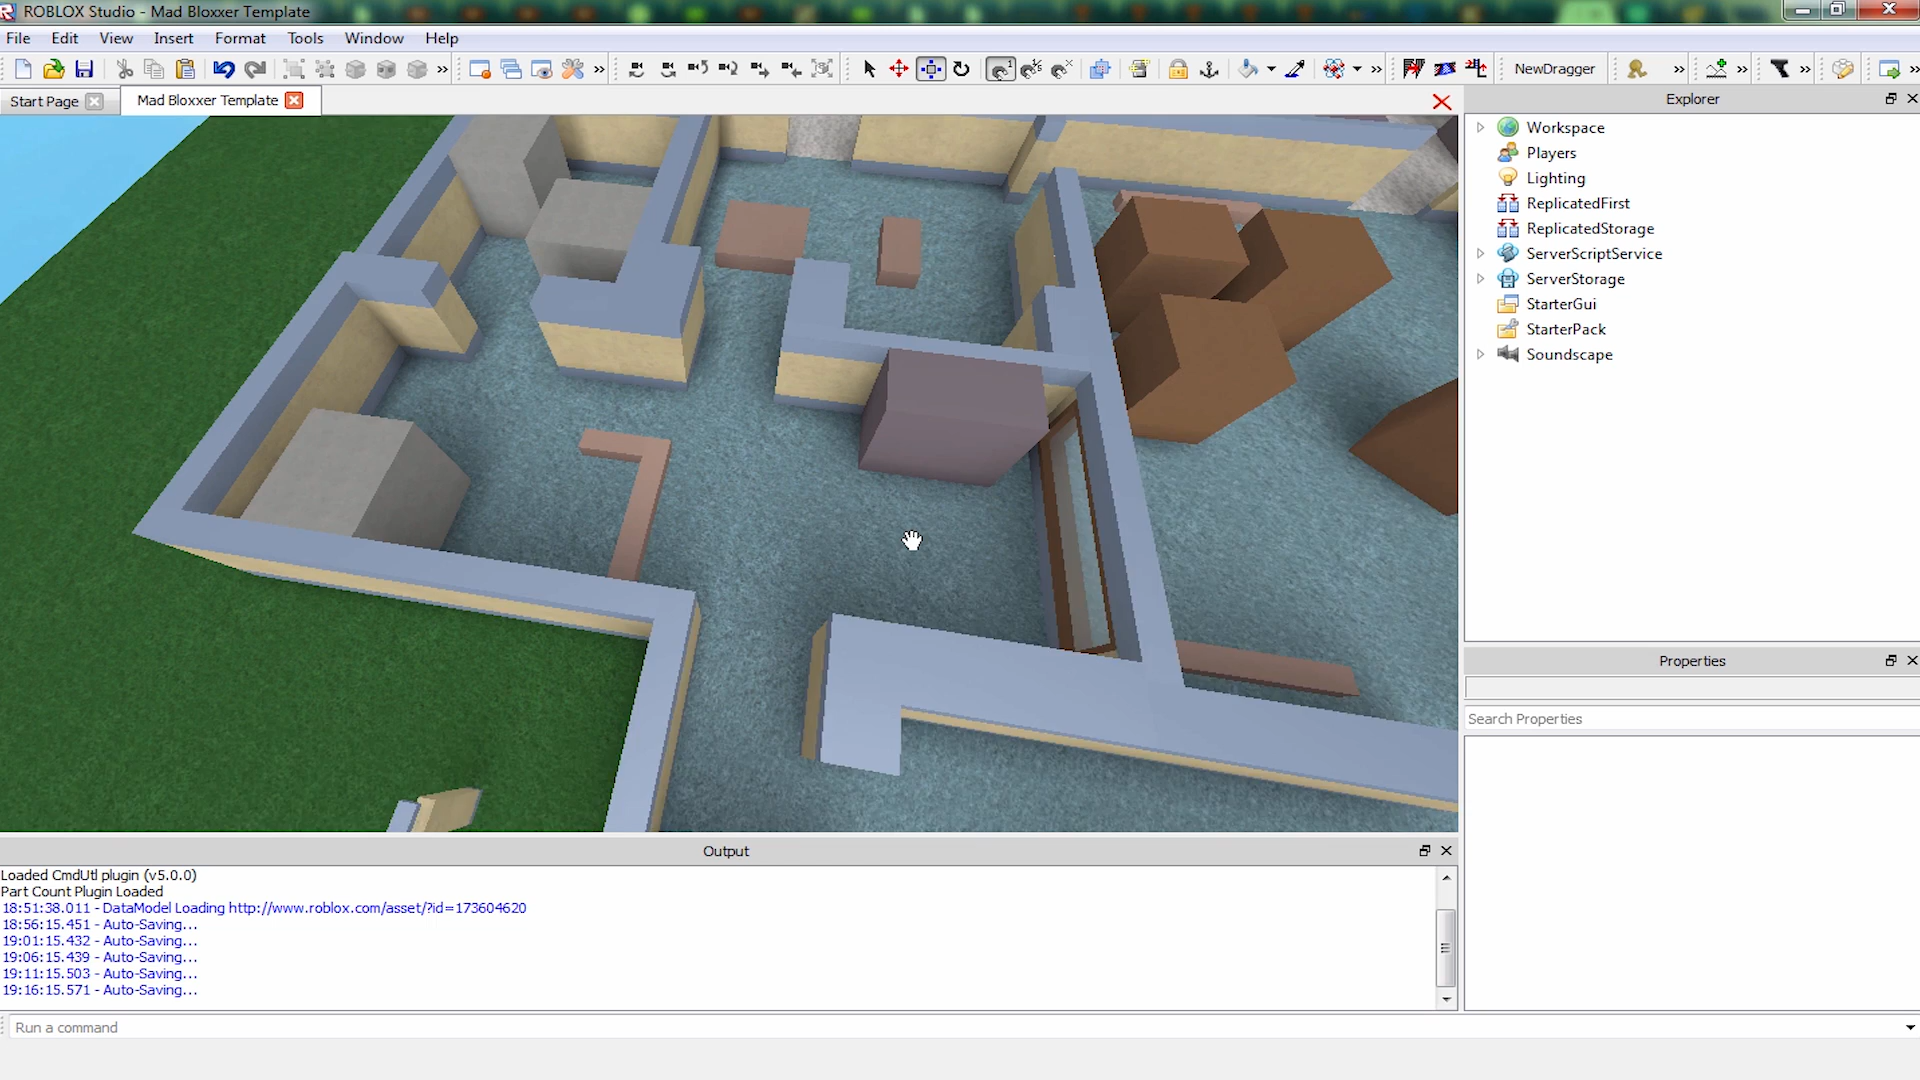 ROBLOX Studio - Mad Bloxxer Template
File Edit View Insert Format Tools Window Help
NewDragger
Start Page
Mad Bloxxer Template
Explorer
Workspace
Players
Lighting
ReplicatedFirst
ReplicatedStorage
ServerScriptService
ServerStorage
StarterGui
StarterPack
Soundscape
Properties
Search Properties
Output
Loaded CmdUtl plugin (v5.0.0)
Part Count Plugin Loaded
18:51:38.011 - DataModel Loading http://www.roblox.com/asset/?id=173604620
18:56:15.451 - Auto-Saving...
19:01:15.432 - Auto-Saving...
19:06:15.439 - Auto-Saving...
19:11:15.503 - Auto-Saving...
19:16:15.571 - Auto-Saving...
Run a command